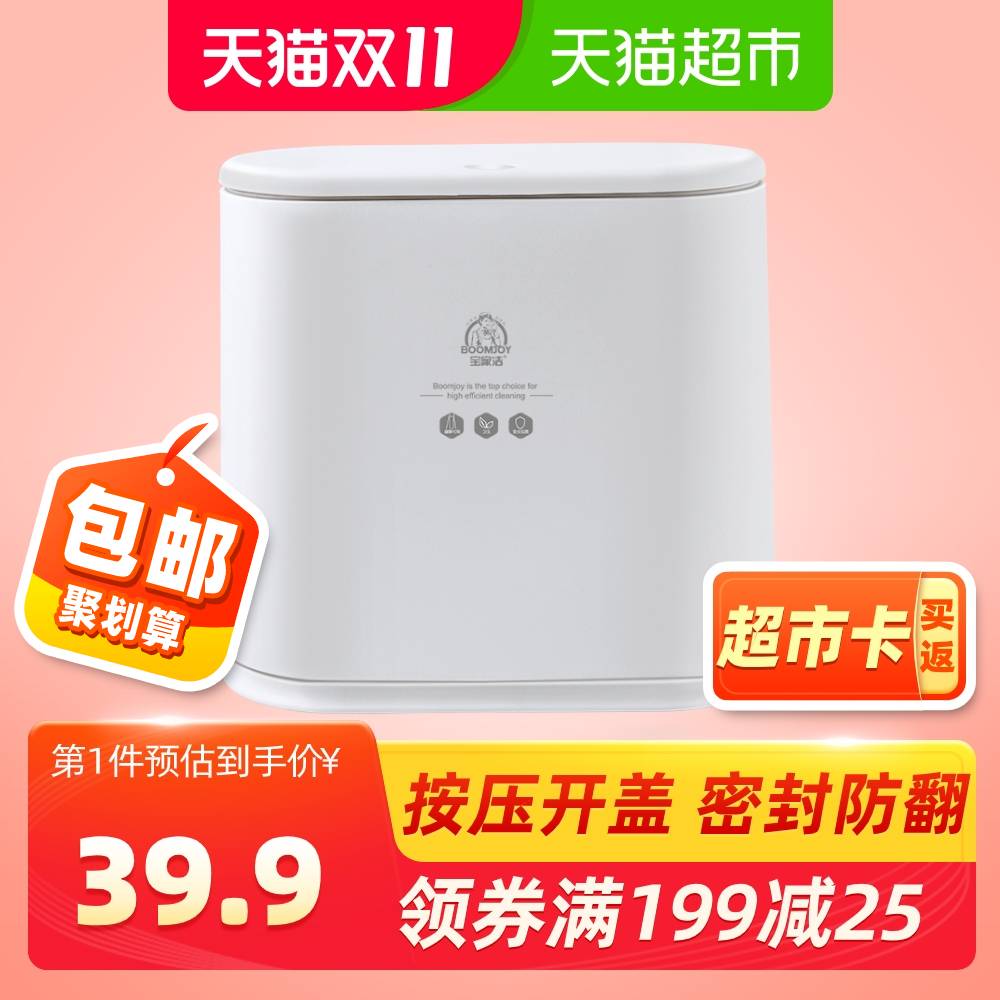 天猫双11
天猫超市
BOOMJOY
宝家洁
Boomjoy is the top choice for
high efficient cleaning
卫生
包邮
聚划算
超市卡
买返
第1件预估到手价¥
39.9
按压开盖 密封防翻
领券满199减25